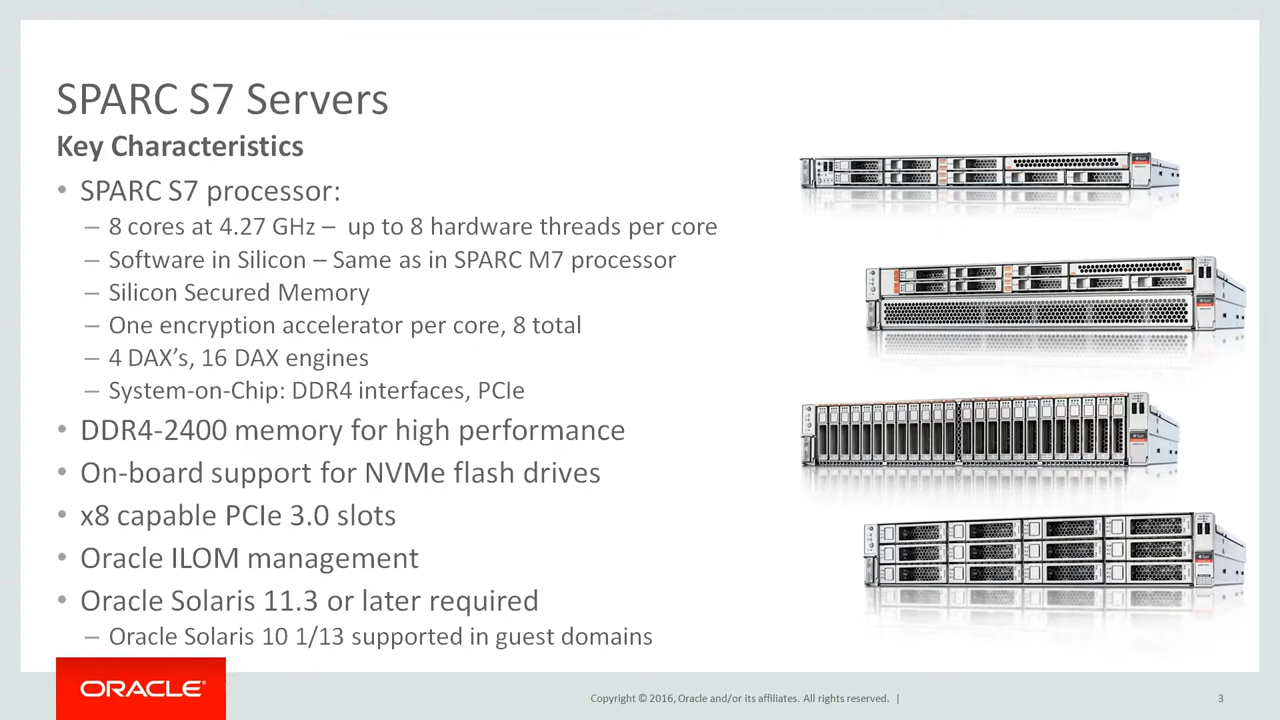 SPARC S7 Servers
Key Characteristics
• SPARC S7 processor:
– 8 cores at 4.27 GHz – up to 8 hardware threads per core
– Software in Silicon – Same as in SPARC M7 processor
– Silicon Secured Memory
– One encryption accelerator per core, 8 total
– 4 DAX’s, 16 DAX engines
– System-on-Chip: DDR4 interfaces, PCIe
• DDR4-2400 memory for high performance
• On-board support for NVMe flash drives
• x8 capable PCIe 3.0 slots
• Oracle ILOM management
• Oracle Solaris 11.3 or later required
– Oracle Solaris 10 1/13 supported in guest domains
ORACLE®
Copyright © 2016, Oracle and/or its affiliates. All rights reserved. |
3